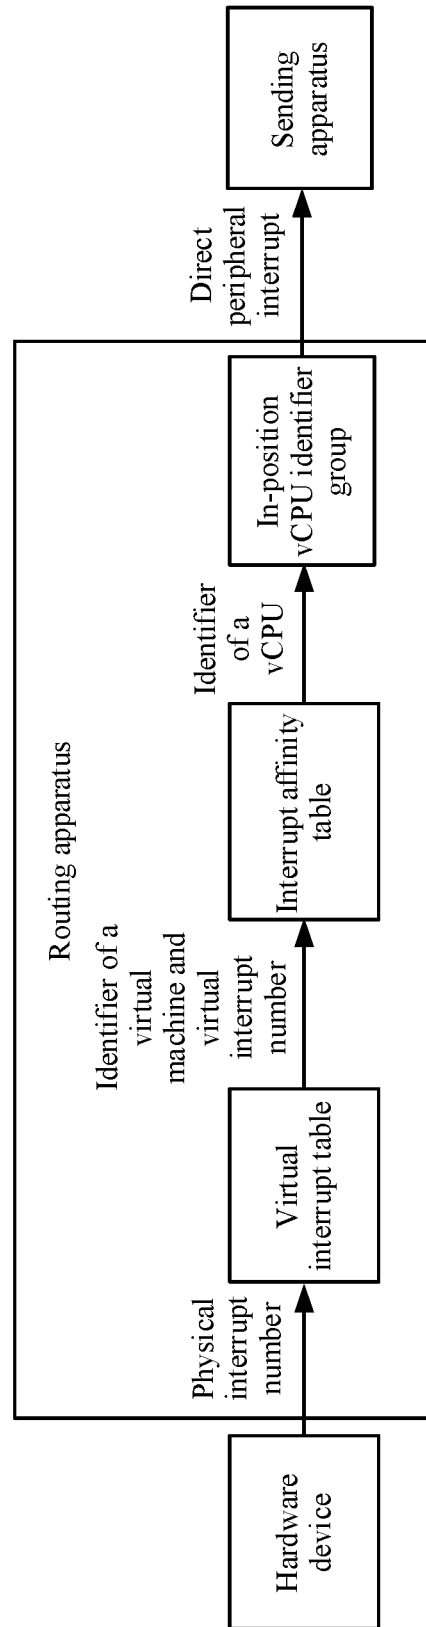 Routing apparatus
Hardware
device
Physical
interrupt
number
Virtual
interrupt table
Identifier of a
virtual
machine and
virtual
interrupt
number
Interrupt affinity
table
Identifier
of a
vCPU
In-position
vCPU identifier
group
Direct
peripheral
interrupt
Sending
apparatus